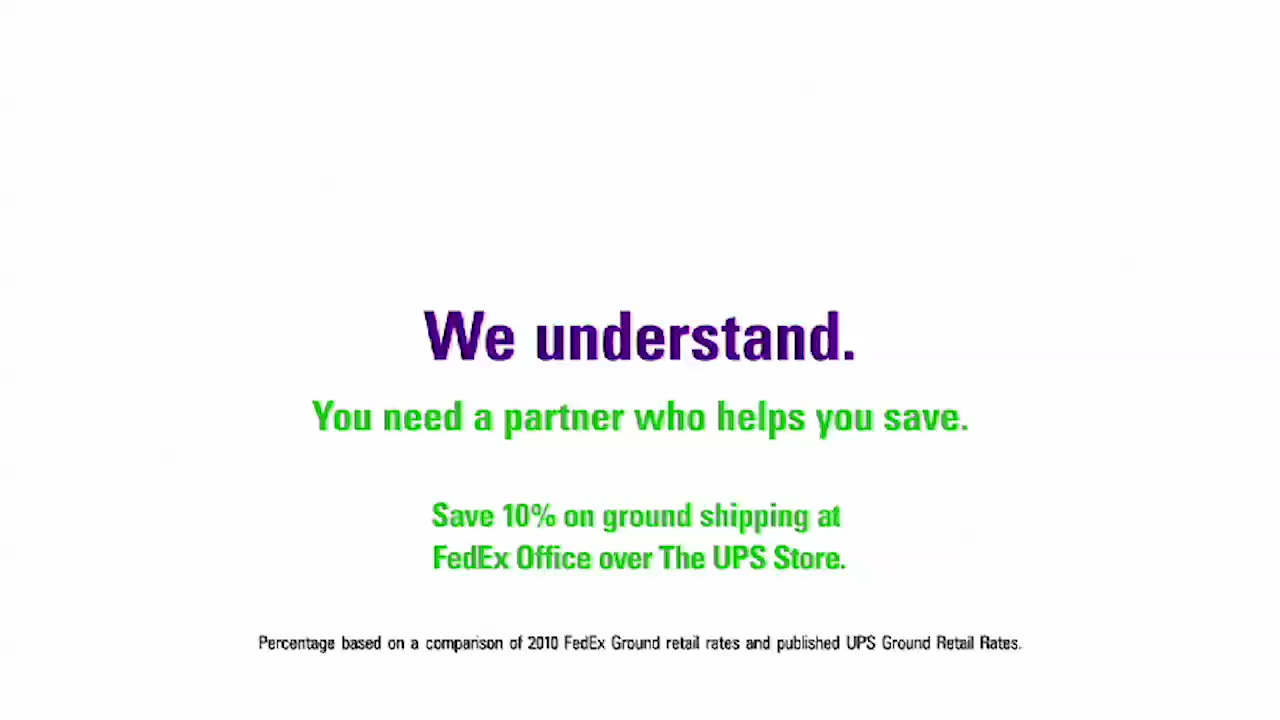 We understand.
You need a partner who helps you save.
Save 10% on ground shipping at
FedEx Office over The UPS Store.
Percentage based on a comparison of 2010 FedEx Ground retail rates and published UPS Ground Retail Rates.